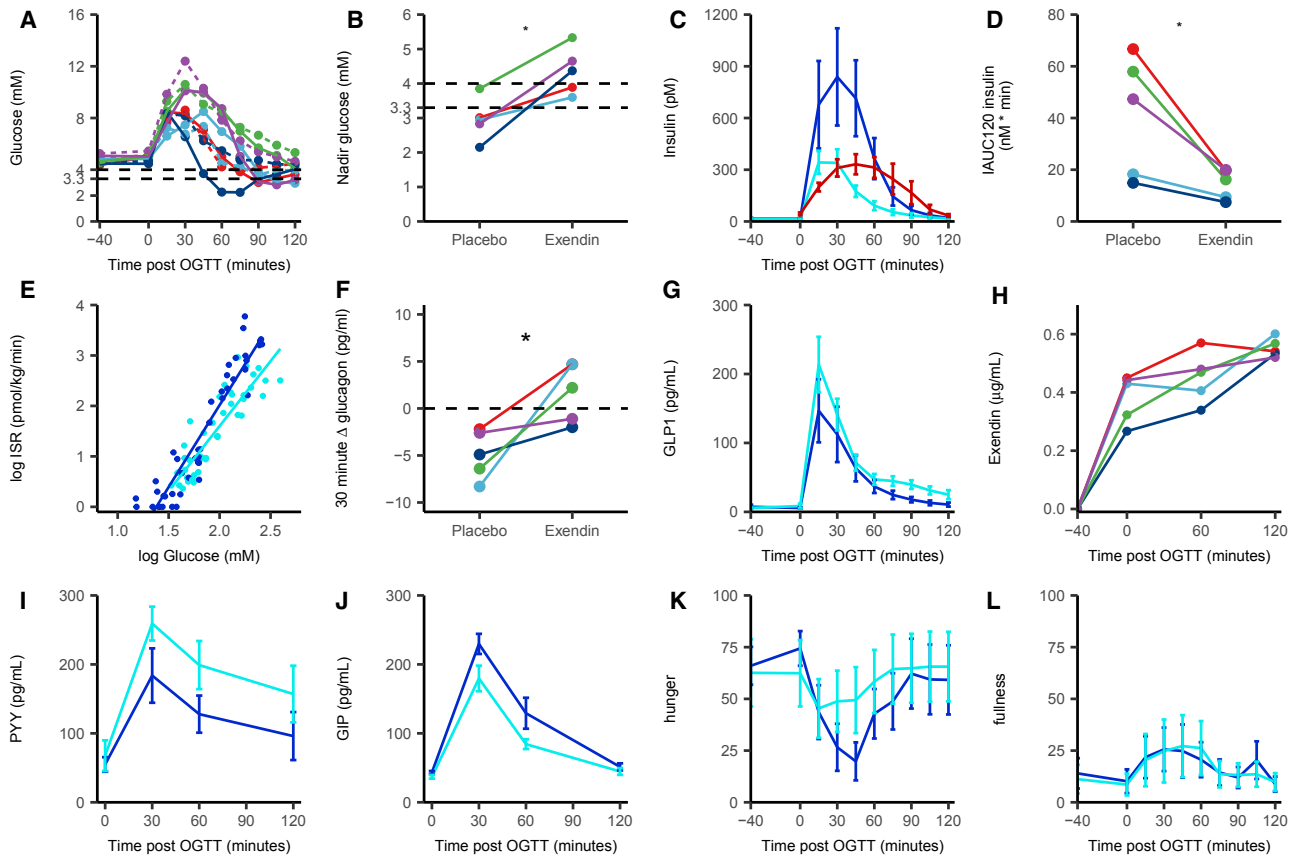 A
Glucose (mM)
16
12
8
4
3.3
2
0
−40 0 30 60 90 120
Time post OGTT (minutes)
B
Nadir glucose (mM)
*
6
5
4
3.3
3
2
1
0
Placebo Exendin
C
Insulin (pM)
1200
900
600
300
0
−40 0 30 60 90 120
Time post OGTT (minutes)
D
IAUC120 insulin
(nM * min)
*
80
60
40
20
0
Placebo Exendin
E
log ISR (pmol/kg/min)
4
3
2
1
0
1.0 1.5 2.0 2.5
log Glucose (mM)
F
30 minute Δ glucagon (pg/ml)
*
10
5
0
−5
−10
Placebo Exendin
G
GLP1 (pg/mL)
300
200
100
0
−40 0 30 60 90 120
Time post OGTT (minutes)
H
Exendin (µg/mL)
0.6
0.4
0.2
0.0
−40 0 60 120
Time post OGTT (minutes)
I
PYY (pg/mL)
300
200
100
0
0 30 60 90 120
Time post OGTT (minutes)
J
GIP (pg/mL)
300
200
100
0
0 30 60 90 120
Time post OGTT (minutes)
K
hunger
100
75
50
25
0
−40 0 30 60 90 120
Time post OGTT (minutes)
L
fullness
100
75
50
25
0
−40 0 30 60 90 120
Time post OGTT (minutes)